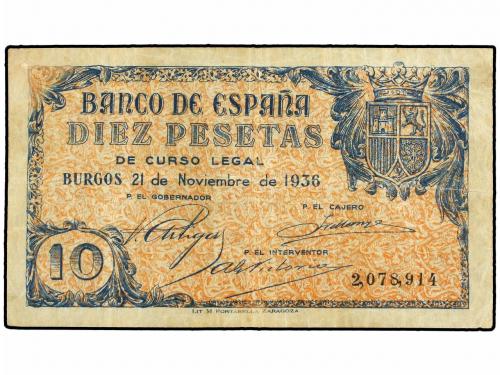 BANCO DE ESPAÑA
DIEZ PESETAS
DE CURSO LEGAL
BURGOS 21 de Noviembre de 1936
P. EL GOBERNADOR
P. EL CAJERO
P. EL INTERVENTOR
10
2,078,914
LIT M PORTABELLA ZARAGOZA